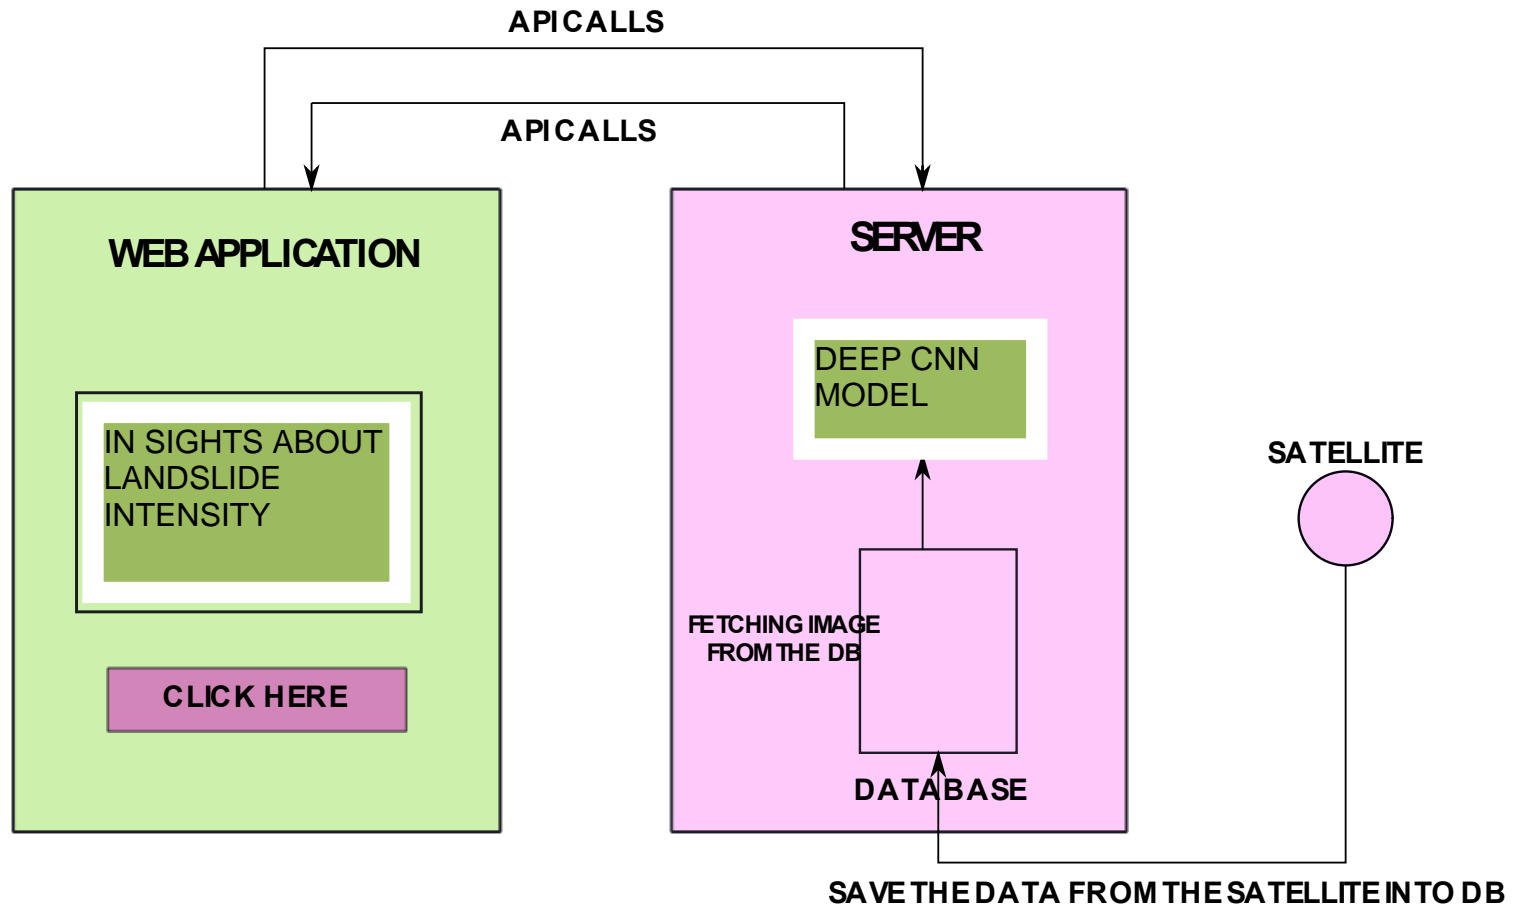 API CALLS
API CALLS
WEB APPLICATION
SERVER
DEEP CNN
MODEL
IN SIGHTS ABOUT
LANDSLIDE
INTENSITY
SATELLITE
FETCHING IMAGE
FROM THE DB
CLICK HERE
DATABASE
SAVE THE DATA FROM THE SATELLITE INTO DB